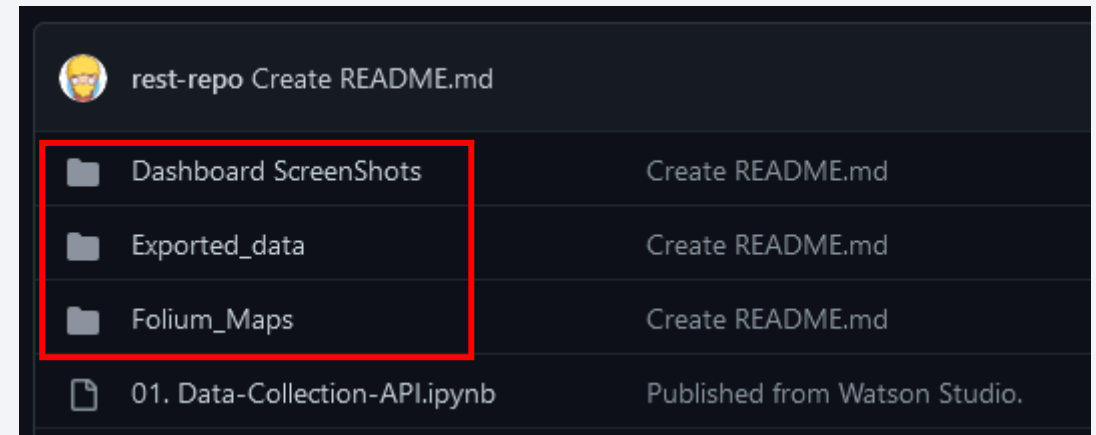 rest-repo Create README.md
Dashboard ScreenShots Create README.md
Exported_data Create README.md
Folium_Maps Create README.md
01. Data-Collection-API.ipynb Published from Watson Studio.